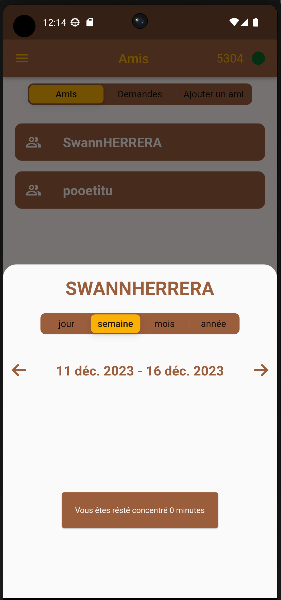 12:14
Amis 5304
Amis Demandes Ajouter un ami
SwannHERRERA
pooetitu
SWANNHERRERA
jour semaine mois année
11 déc. 2023 - 16 déc. 2023
Vous êtes résté concentré 0 minutes